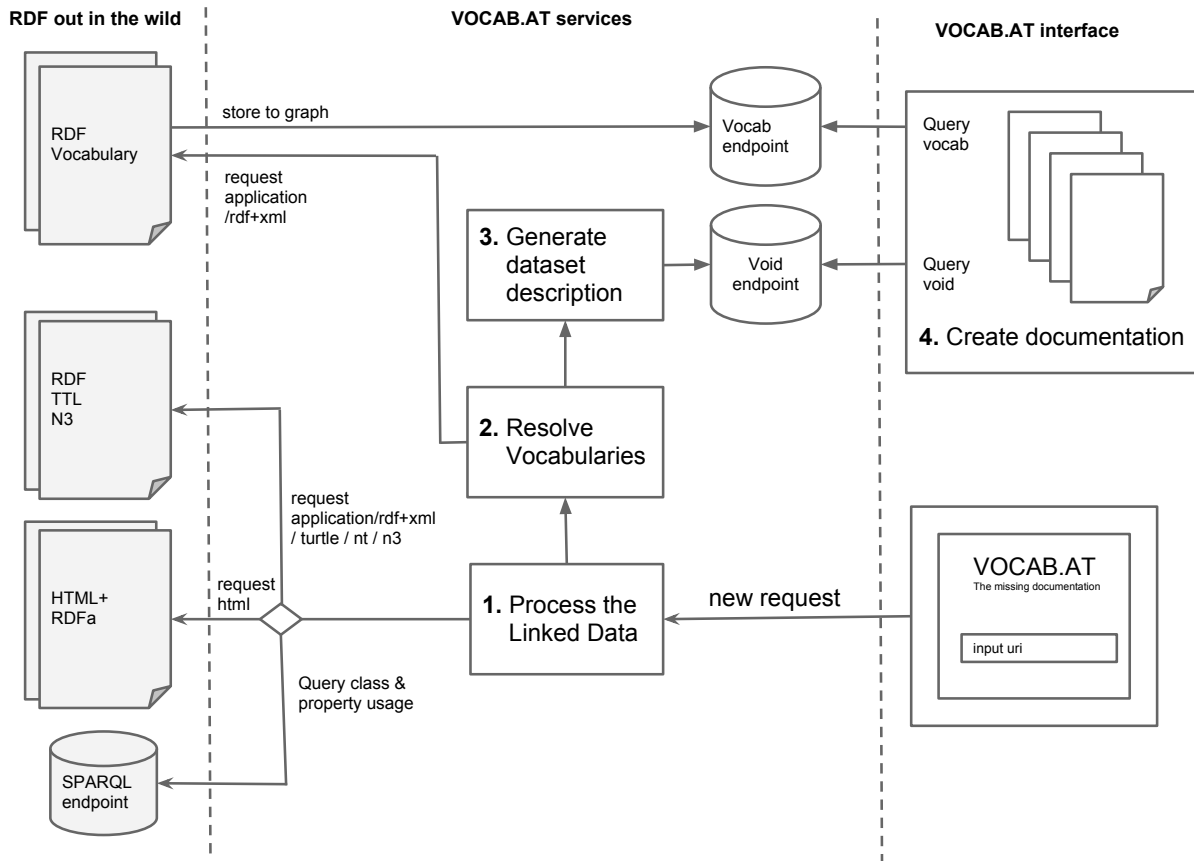 RDF out in the wild
VOCAB.AT services
VOCAB.AT interface
RDF
Vocabulary
store to graph
request
application
/rdf+xml
Vocab
endpoint
Query
vocab
3. Generate
dataset
description
Void
endpoint
Query
void
4. Create documentation
RDF
TTL
N3
2. Resolve
Vocabularies
request
application/rdf+xml
/ turtle / nt / n3
request
html
HTML+
RDFa
1. Process the
Linked Data
new request
VOCAB.AT
The missing documentation
input uri
Query class &
property usage
SPARQL
endpoint